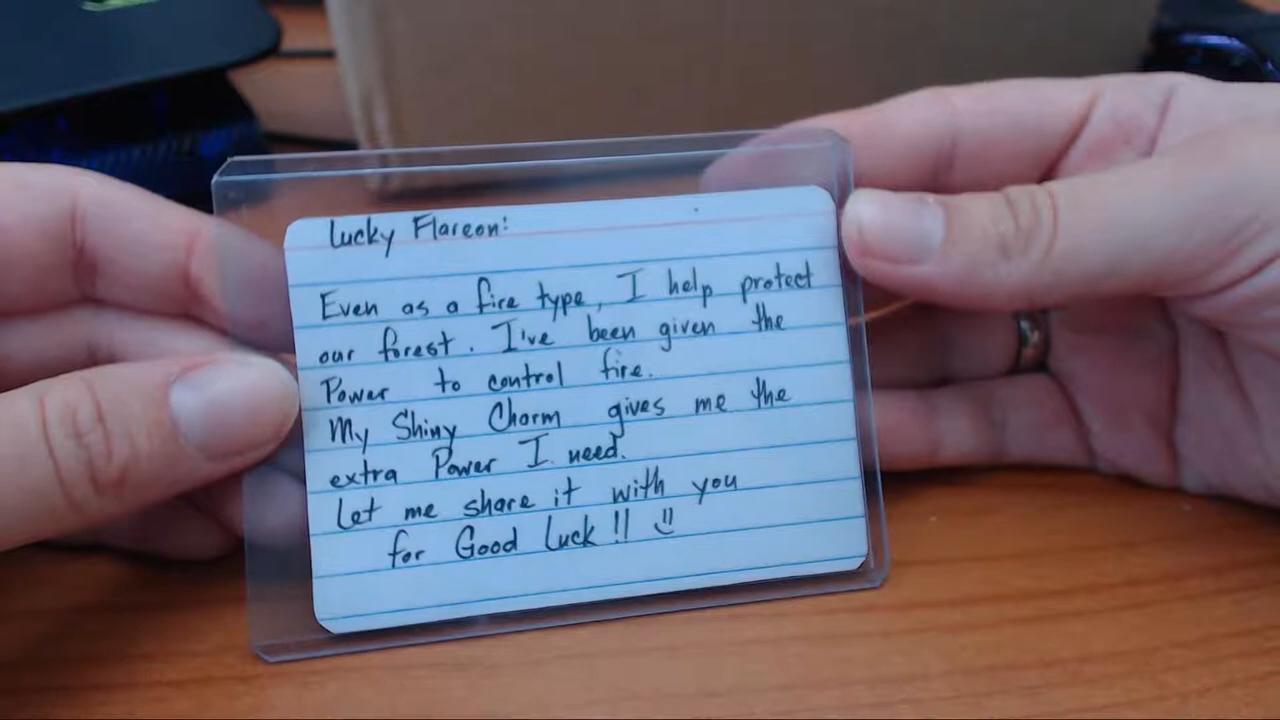 Lucky Flareon:
Even as a fire type, I help protect
our forest. I've been given the
Power to control fire.
My Shiny Charm gives me the
extra Power I need.
Let me share it with you
for Good Luck!! :)